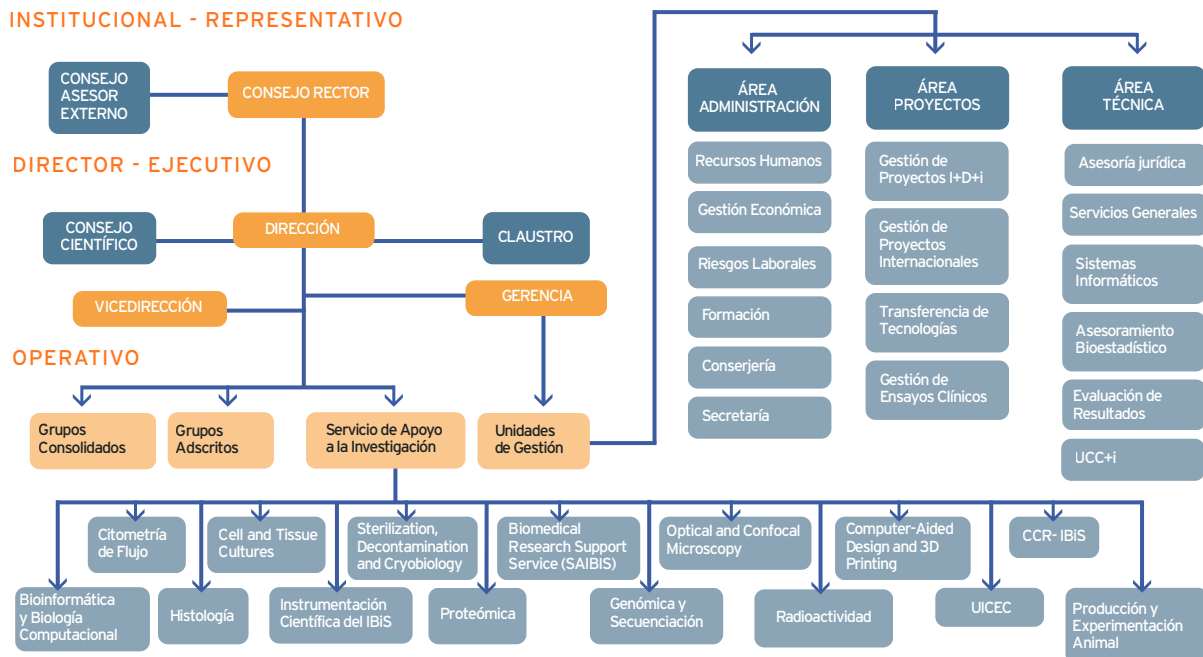 INSTITUCIONAL - REPRESENTATIVO
CONSEJO
ASESOR
EXTERNO
CONSEJO RECTOR
DIRECTOR - EJECUTIVO
CONSEJO
CIENTÍFICO
DIRECCIÓN
CLAUSTRO
VICEDIRECCIÓN
GERENCIA
OPERATIVO
Grupos
Consolidados
Grupos
Adscritos
Servicio de Apoyo
a la Investigación
Unidades
de Gestión
ÁREA
ADMINISTRACIÓN
Recursos Humanos
Gestión Económica
Riesgos Laborales
Formación
Conserjería
Secretaría
ÁREA
PROYECTOS
Gestión de
Proyectos I+D+i
Gestión de
Proyectos
Internacionales
Transferencia de
Tecnologías
Gestión de
Ensayos Clínicos
ÁREA
TÉCNICA
Asesoría jurídica
Servicios Generales
Sistemas
Informáticos
Asesoramiento
Bioestadístico
Evaluación de
Resultados
UCC+i
Citometría
de Flujo
Cell and Tissue
Cultures
Sterilization,
Decontamination
and Cryobiology
Biomedical
Research Support
Service (SAIBIS)
Optical and Confocal
Microscopy
Computer-Aided
Design and 3D
Printing
CCR- IBiS
Bioinformática
y Biología
Computacional
Histología
Instrumentación
Científica del IBiS
Proteómica
Genómica y
Secuenciación
Radioactividad
UICEC
Producción y
Experimentación
Animal